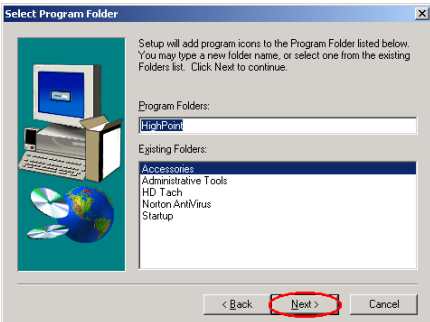 Select Program Folder
Setup will add program icons to the Program Folder listed below.
You may type a new folder name, or select one from the existing
Folders list. Click Next to continue.
Program Folders:
HighPoint
Existing Folders:
Accessories
Administrative Tools
HD Tach
Norton AntiVirus
Startup
< Back
Next >
Cancel